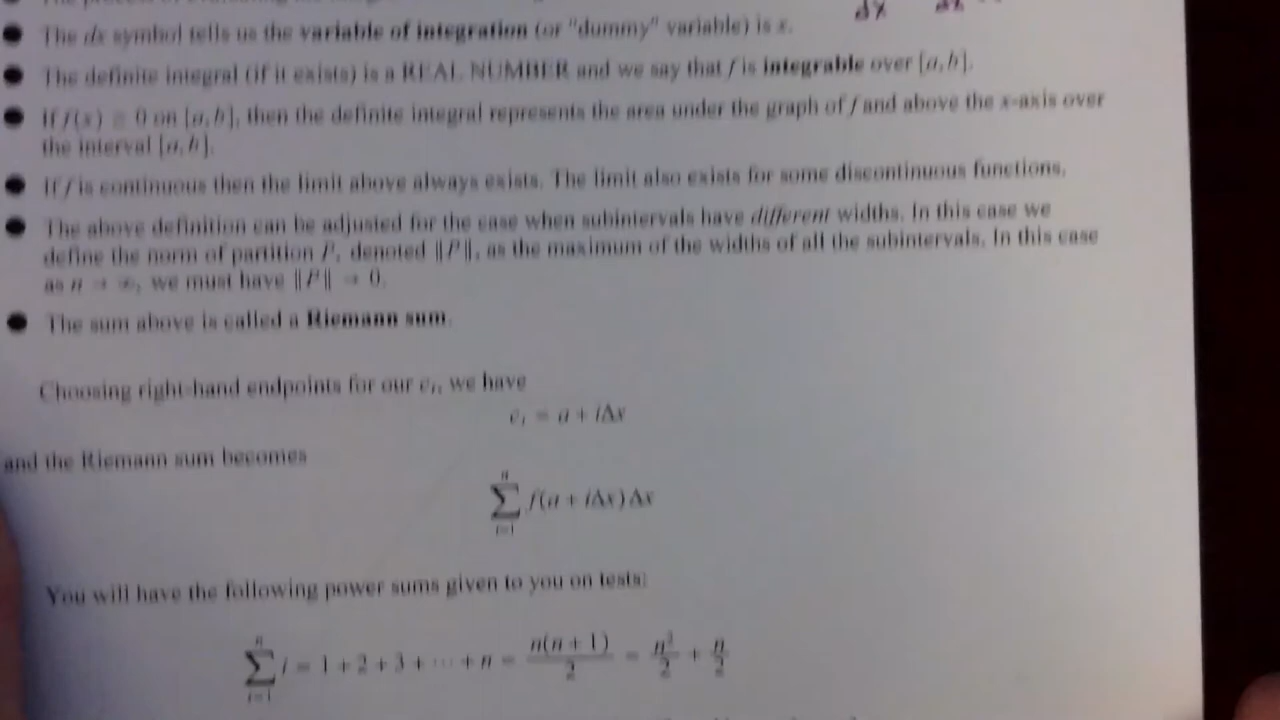 The dx symbol tells us the variable of integration (or "dummy" variable) is x.
dx
The definite integral (if it exists) is a REAL NUMBER and we say that f is integrable over [a,b].
If f(x) ≥ 0 on [a,b], then the definite integral represents the area under the graph of f and above the x-axis over
the interval [a,b].
If f is continuous then the limit above always exists. The limit also exists for some discontinuous functions.
The above definition can be adjusted for the case when subintervals have different widths. In this case we
define the norm of partition P, denoted ‖P‖, as the maximum of the widths of all the subintervals. In this case
as n → ∞, we must have ‖P‖ → 0.
The sum above is called a Riemann sum.
Choosing right-hand endpoints for our cᵢ, we have
cᵢ = a + iΔx
and the Riemann sum becomes
∑ᵢ₌₁ⁿ f(a + iΔx)Δx
You will have the following power sums given to you on tests:
∑ᵢ₌₁ⁿ i = 1 + 2 + 3 + ⋯ + n = n(n + 1)/2 = n²/2 + n/2